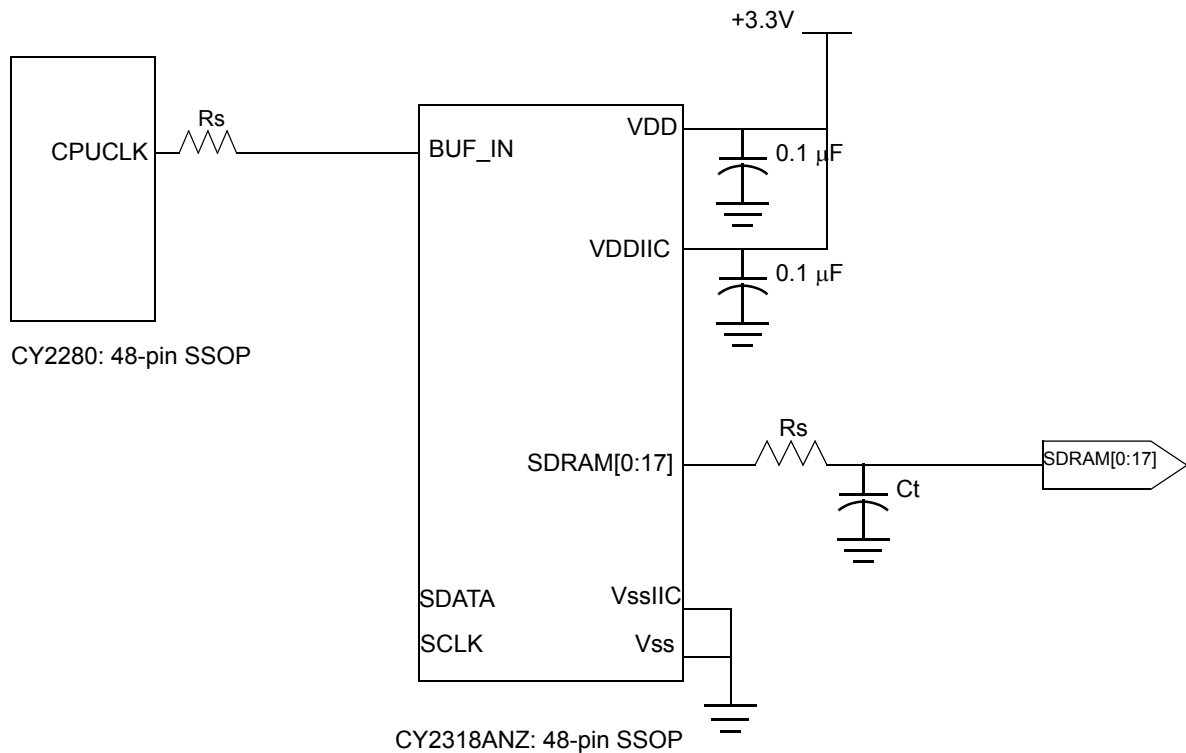 +3.3V
Rs
CPUCLK
BUF_IN
VDD
0.1 μF
VDDIIC
0.1 μF
CY2280: 48-pin SSOP
Rs
SDRAM[0:17]
SDRAM[0:17]
Ct
SDATA
VssIIC
SCLK
Vss
CY2318ANZ: 48-pin SSOP